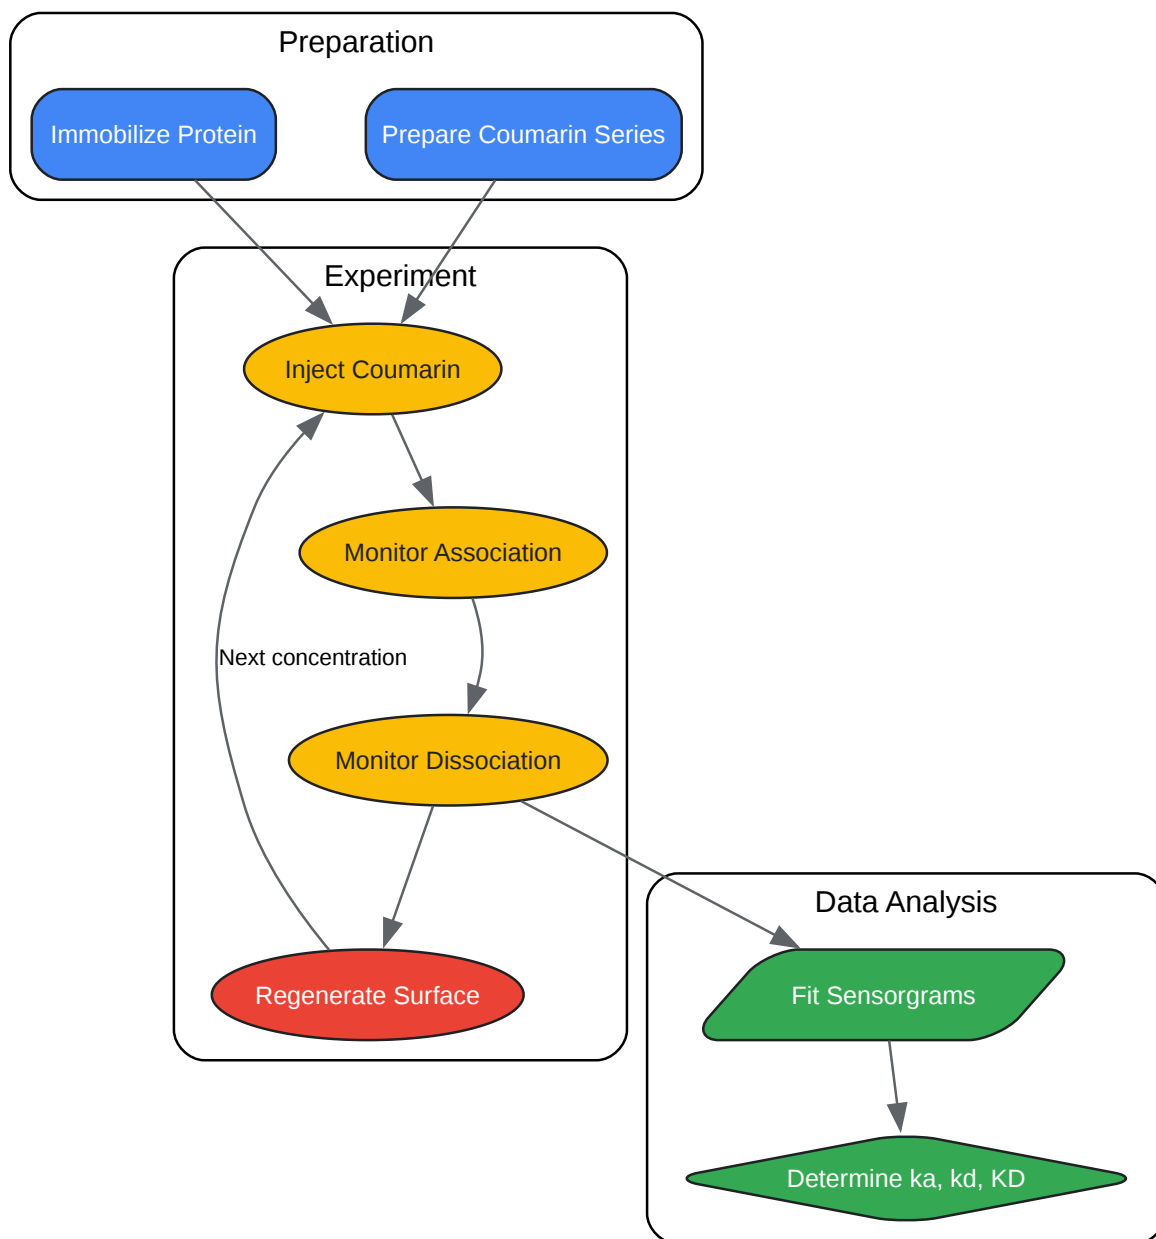 Preparation
Immobilize Protein
Prepare Coumarin Series
Experiment
Inject Coumarin
Monitor Association
Next concentration
Monitor Dissociation
Regenerate Surface
Data Analysis
Fit Sensorgrams
Determine ka, kd, KD